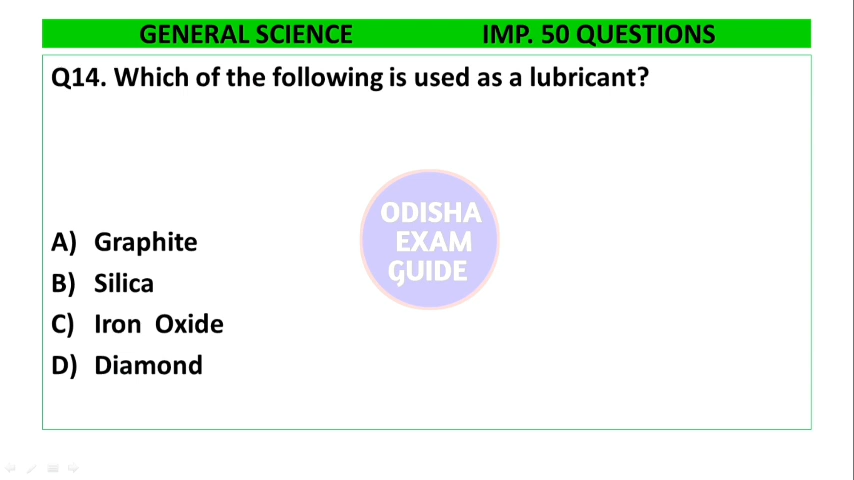 GENERAL SCIENCE IMP. 50 QUESTIONS
Q14. Which of the following is used as a lubricant?
ODISHA
EXAM
GUIDE
A) Graphite
B) Silica
C) Iron Oxide
D) Diamond